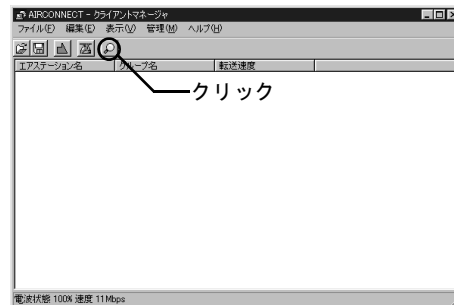 AIRCONNECT - クライアントマネージャ
ファイル(F) 編集(E) 表示(V) 管理(M) ヘルプ(H)
エアステーション名 グループ名 転送速度
クリック
電波状態 100% 速度 11Mbps